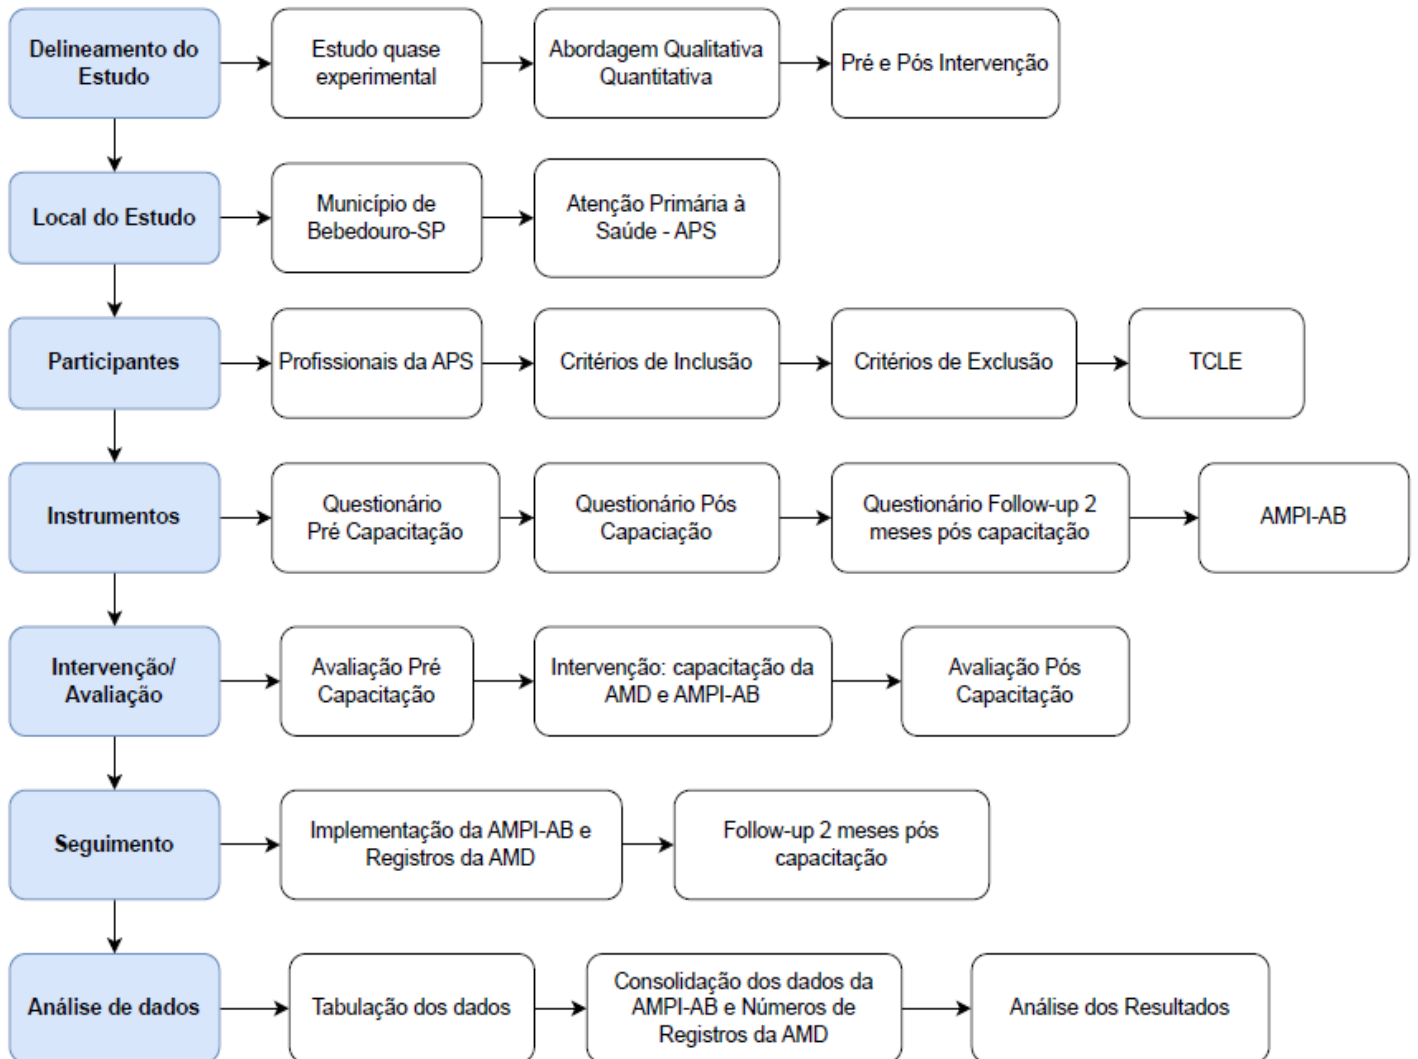 Delineamento do
Estudo
Estudo quase
experimental
Abordagem Qualitativa
Quantitativa
Pré e Pós Intervenção
Local do Estudo
Município de
Bebedouro-SP
Atenção Primária à
Saúde - APS
Participantes
Profissionais da APS
Critérios de Inclusão
Critérios de Exclusão
TCLE
Instrumentos
Questionário
Pré Capacitação
Questionário Pós
Capaciação
Questionário Follow-up 2
meses pós capacitação
AMPI-AB
Intervenção/
Avaliação
Avaliação Pré
Capacitação
Intervenção: capacitação da
AMD e AMPI-AB
Avaliação Pós
Capacitação
Seguimento
Implementação da AMPI-AB e
Registros da AMD
Follow-up 2 meses pós
capacitação
Análise de dados
Tabulação dos dados
Consolidação dos dados da
AMPI-AB e Números de
Registros da AMD
Análise dos Resultados